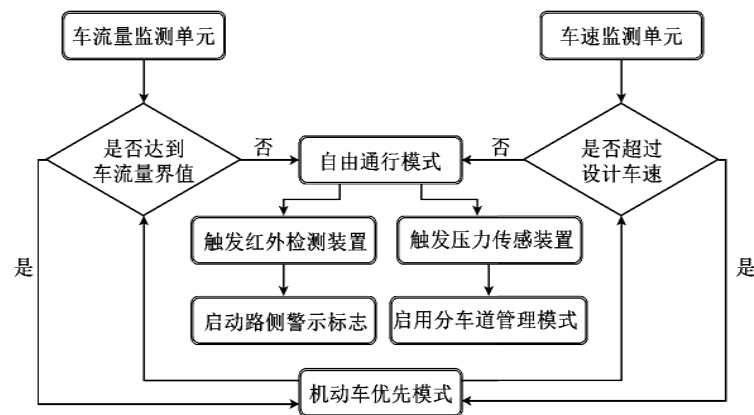 车流量监测单元
车速监测单元
是否达到
车流量界值
否
自由通行模式
否
是否超过
设计车速
触发红外检测装置
触发压力传感装置
是
是
启动路侧警示标志
启用分车道管理模式
机动车优先模式